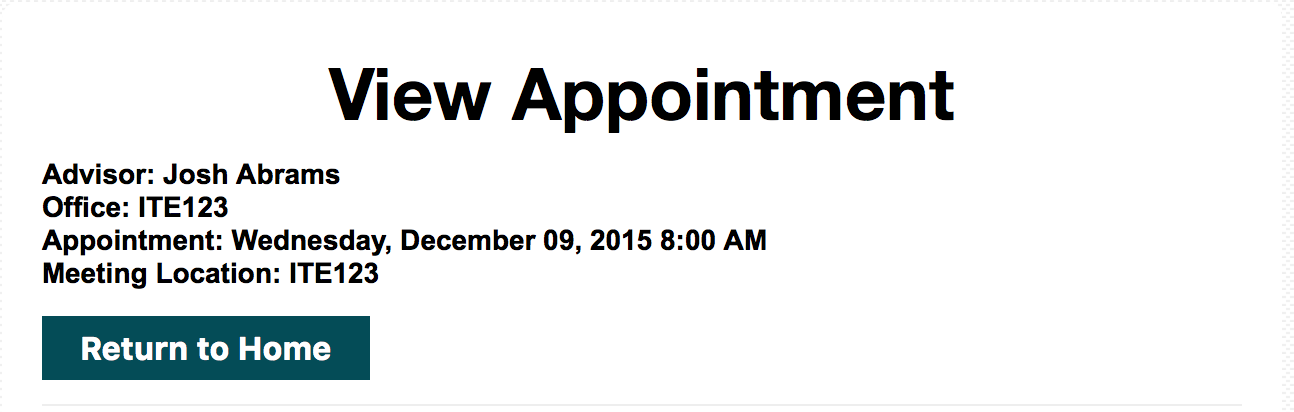 View Appointment
Advisor: Josh Abrams
Office: ITE123
Appointment: Wednesday, December 09, 2015 8:00 AM
Meeting Location: ITE123
Return to Home